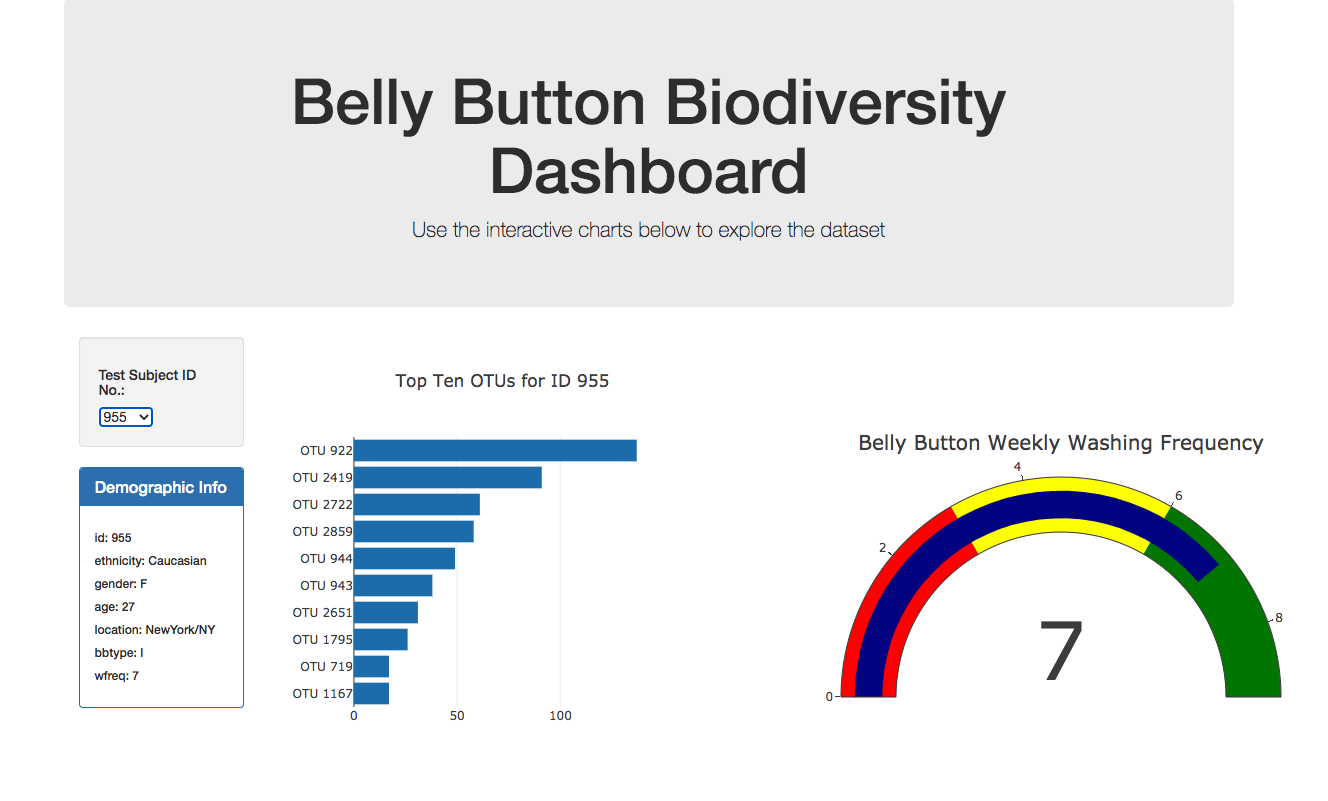 Belly Button Biodiversity
Dashboard
Use the interactive charts below to explore the dataset
Test Subject ID
No.:
955
Demographic Info
id: 955
ethnicity: Caucasian
gender: F
age: 27
location: NewYork/NY
bbtype: I
wfreq: 7
Top Ten OTUs for ID 955
OTU 922
OTU 2419
OTU 2722
OTU 2859
OTU 944
OTU 943
OTU 2651
OTU 1795
OTU 719
OTU 1167
0 50 100
Belly Button Weekly Washing Frequency
0
2
4
6
8
7